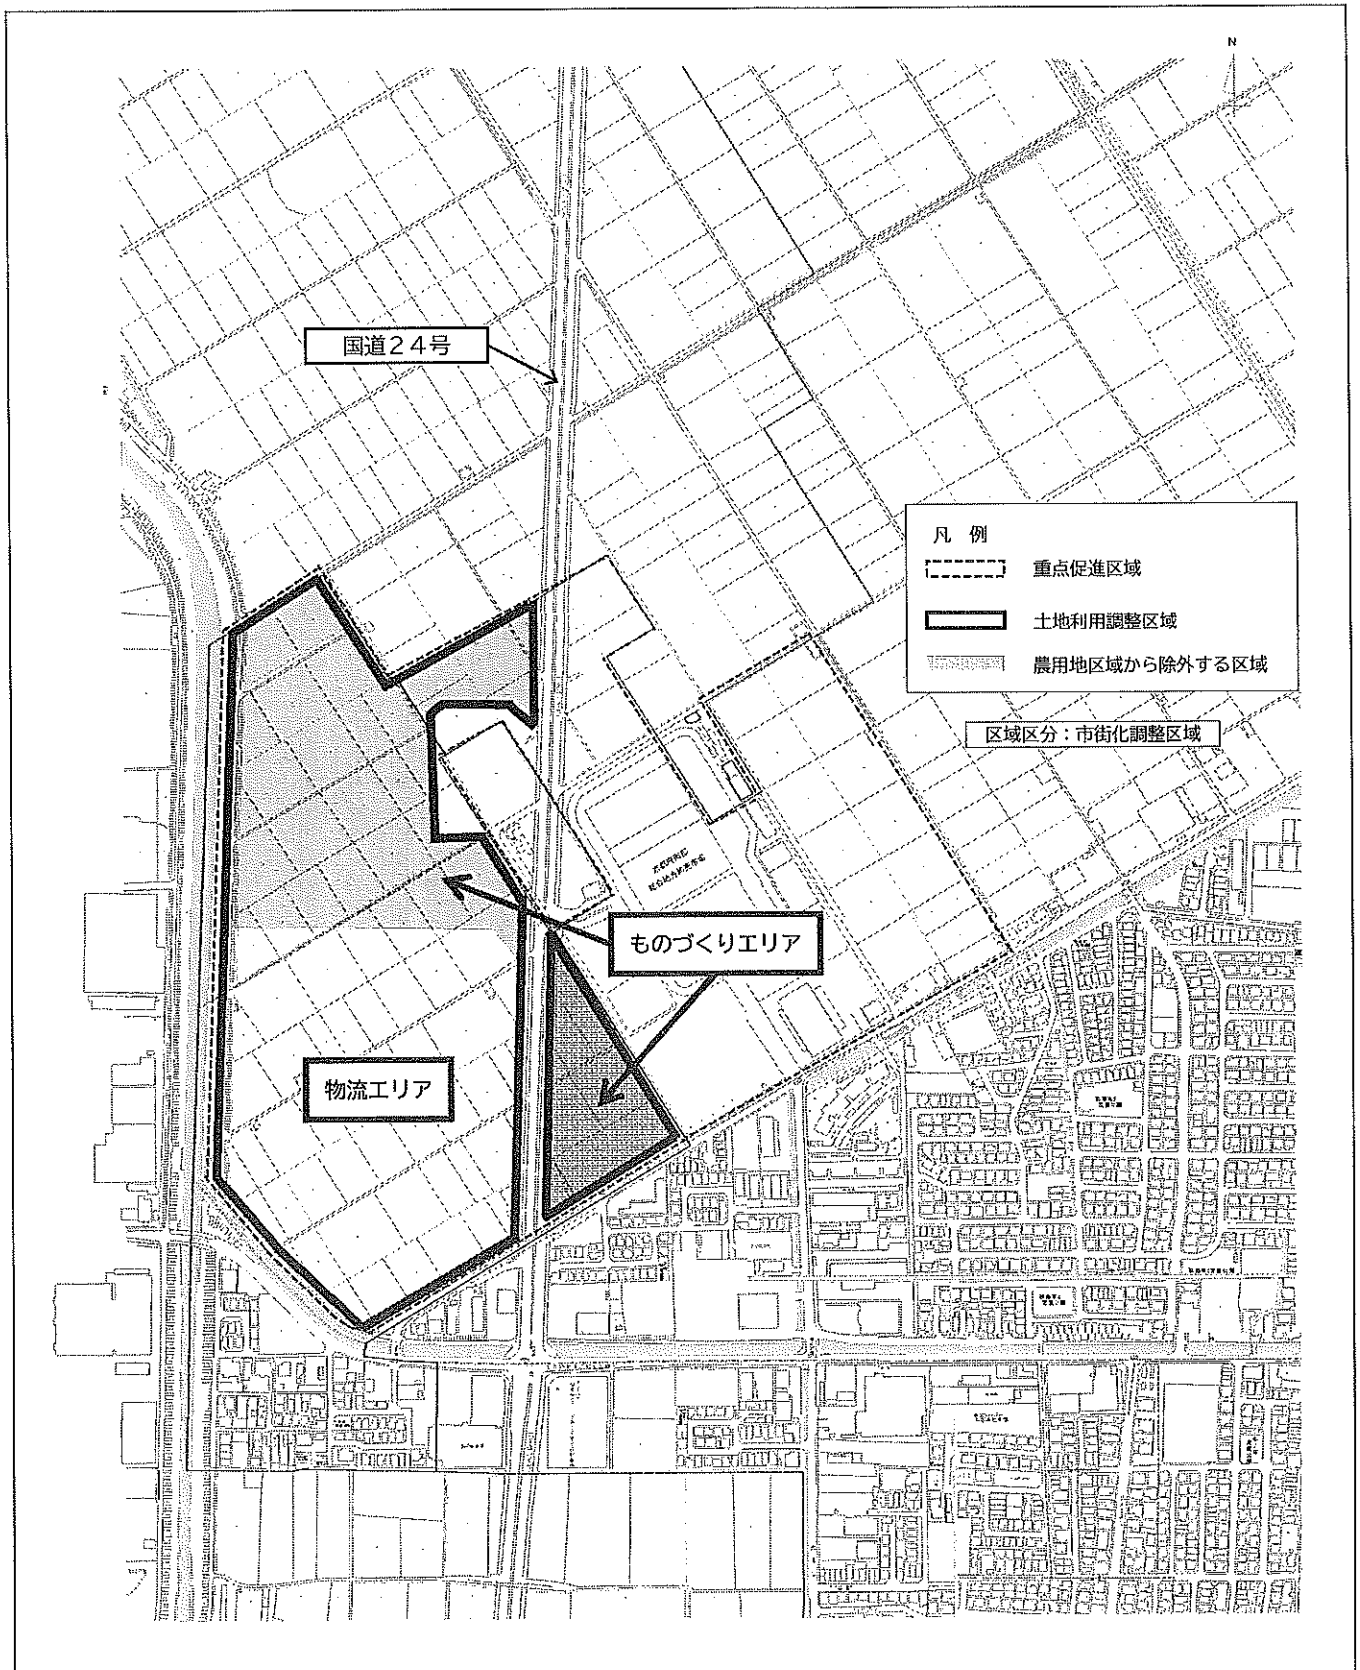 N
国道24号
凡 例
重点促進区域
土地利用調整区域
農用地区域から除外する区域
区域区分：市街化調整区域
ものづくりエリア
物流エリア